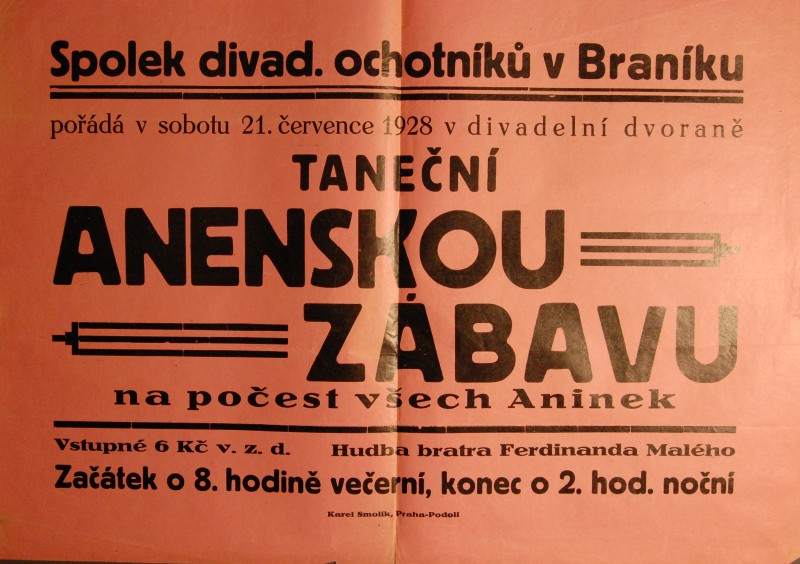 Spolek divad. ochotníků v Braníku
pořádá v sobotu 21. července 1928 v divadelní dvoraně
TANEČNÍ
ANENSKOU
ZÁBAVU
na počest všech Aninek
Vstupné 6 Kč v. z. d. Hudba bratra Ferdinanda Malého
Začátek o 8. hodině večerní, konec o 2. hod. noční
Karel Smolík, Praha-Podolí